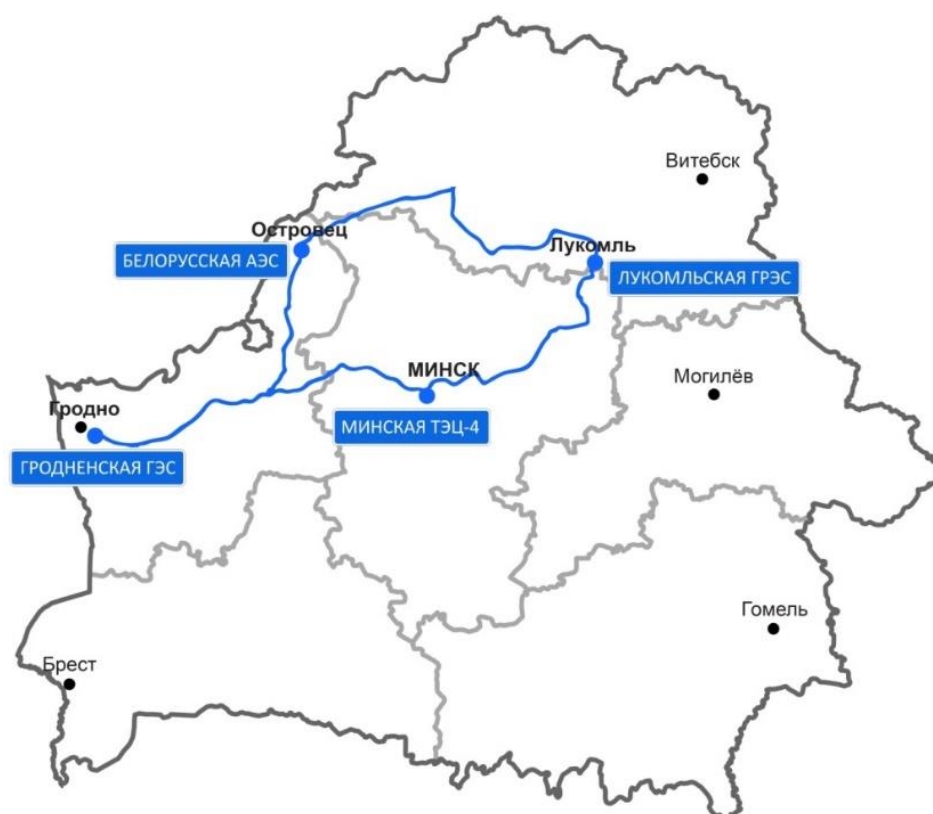 Витебск
Островец
Лукомль
БЕЛОРУССКАЯ АЭС
ЛУКОМЛЬСКАЯ ГРЭС
МИНСК
Могилёв
Гродно
МИНСКАЯ ТЭЦ-4
ГРОДНЕНСКАЯ ГЭС
Гомель
Брест